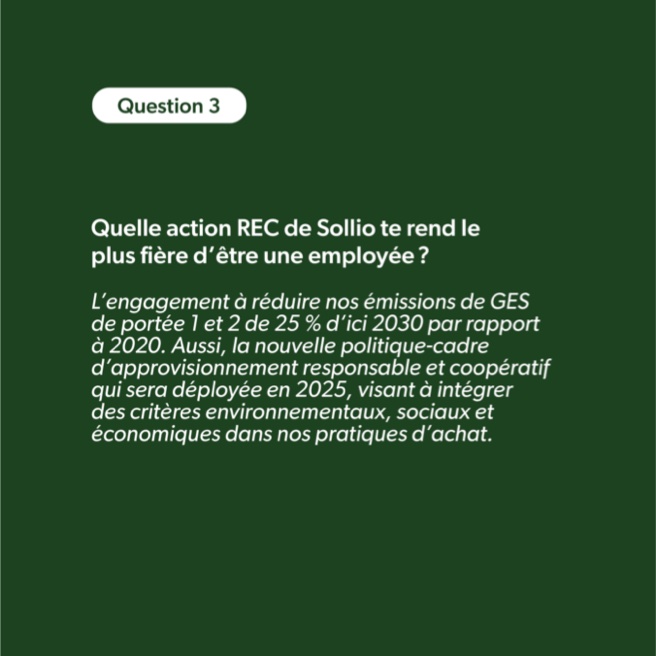 Question 3
Quelle action REC de Sollio te rend le
plus fière d’être une employée ?
L’engagement à réduire nos émissions de GES
de portée 1 et 2 de 25 % d’ici 2030 par rapport
à 2020. Aussi, la nouvelle politique-cadre
d’approvisionnement responsable et coopératif
qui sera déployée en 2025, visant à intégrer
des critères environnementaux, sociaux et
économiques dans nos pratiques d’achat.